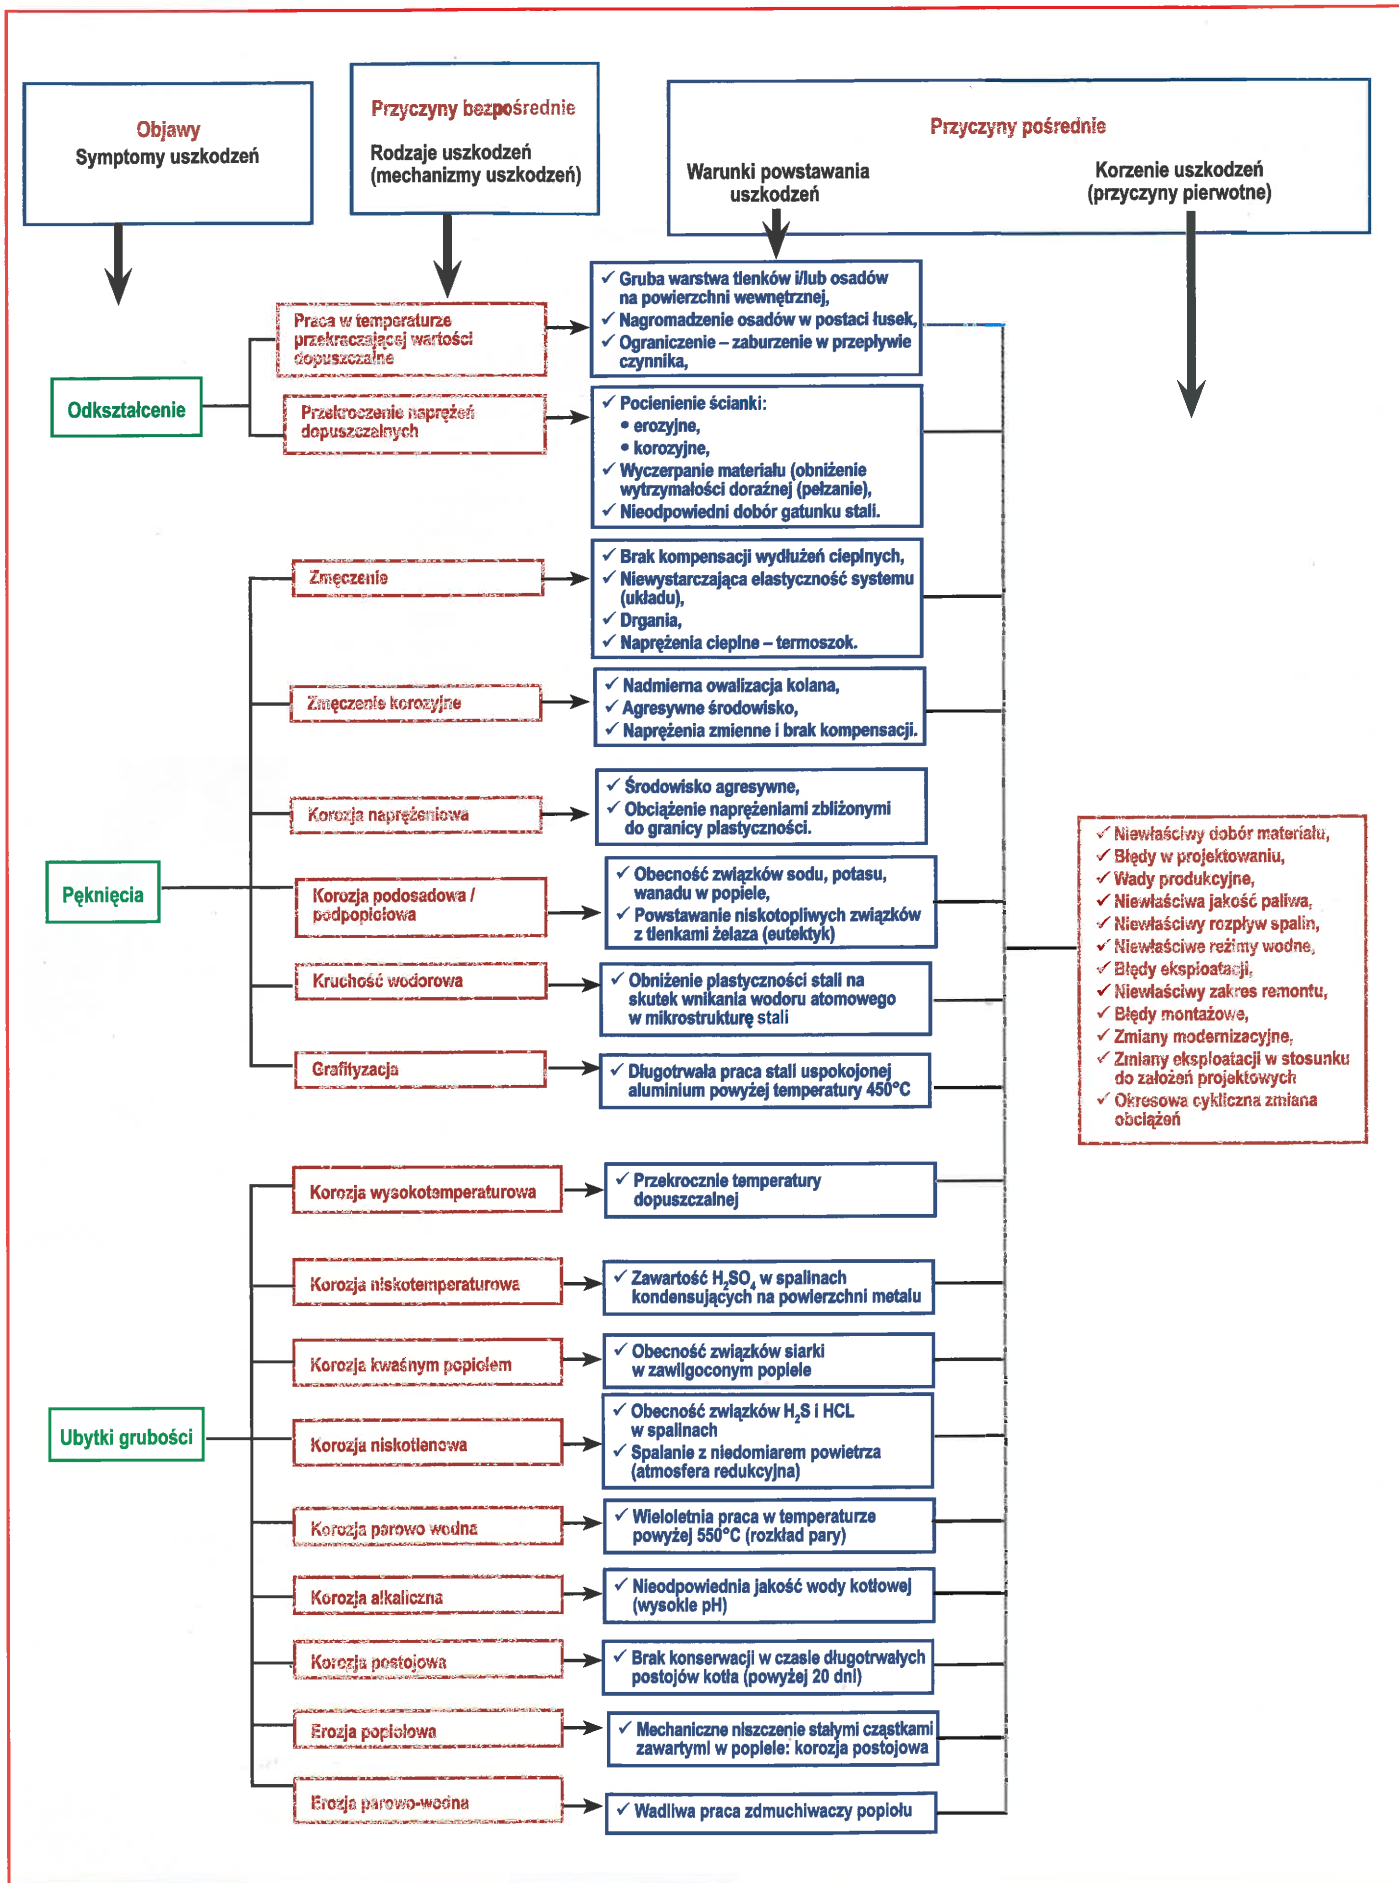 Objawy
Symptomy uszkodzeń
Przyczyny bezpośrednie
Rodzaje uszkodzeń
(mechanizmy uszkodzeń)
Przyczyny pośrednie
Warunki powstawania
uszkodzeń
Korzenie uszkodzeń
(przyczyny pierwotne)
Odkształcenie
Praca w temperaturze
przekraczającej wartości
dopuszczalne
✓ Gruba warstwa tlenków i/lub osadów
na powierzchni wewnętrznej,
✓ Nagromadzenie osadów w postaci łusek,
✓ Ograniczenie – zaburzenie w przepływie
czynnika,
Przekroczenie naprężeń
dopuszczalnych
✓ Pocienienie ścianki:
• erozyjne,
• korozyjne,
✓ Wyczerpanie materiału (obniżenie
wytrzymałości doraźnej (pełzanie),
✓ Nieodpowiedni dobór gatunku stali.
Pęknięcia
Zmęczenie
✓ Brak kompensacji wydłużeń cieplnych,
✓ Niewystarczająca elastyczność systemu
(układu),
✓ Drgania,
✓ Naprężenia cieplne – termoszok.
Zmęczenie korozyjne
✓ Nadmierna owalizacja kolana,
✓ Agresywne środowisko,
✓ Naprężenia zmienne i brak kompensacji.
Korozja naprężeniowa
✓ Środowisko agresywne,
✓ Obciążenie naprężeniami zbliżonymi
do granicy plastyczności.
Korozja podosadowa /
podpopiołowa
✓ Obecność związków sodu, potasu,
wanadu w popiele,
✓ Powstawanie niskotopliwych związków
z tlenkami żelaza (eutektyk)
Kruchość wodorowa
✓ Obniżenie plastyczności stali na
skutek wnikania wodoru atomowego
w mikrostrukturę stali
Grafityzacja
✓ Długotrwała praca stali uspokojonej
aluminium powyżej temperatury 450°C
Ubytki grubości
Korozja wysokotemperaturowa
✓ Przekrocznie temperatury
dopuszczalnej
Korozja niskotemperaturowa
✓ Zawartość H₂SO₄ w spalinach
kondensujących na powierzchni metalu
Korozja kwaśnym popiołem
✓ Obecność związków siarki
w zawilgoconym popiele
Korozja niskotlenowa
✓ Obecność związków H₂S i HCL
w spalinach
✓ Spalanie z niedomiarem powietrza
(atmosfera redukcyjna)
Korozja parowo wodna
✓ Wieloletnia praca w temperaturze
powyżej 550°C (rozkład pary)
Korozja alkaliczna
✓ Nieodpowiednia jakość wody kotłowej
(wysokie pH)
Korozja postojowa
✓ Brak konserwacji w czasie długotrwałych
postojów kotła (powyżej 20 dni)
Erozja popiołowa
✓ Mechaniczne niszczenie stałymi cząstkami
zawartymi w popiele: korozja postojowa
Erozja parowo-wodna
✓ Wadliwa praca zdmuchiwaczy popiołu
✓ Niewłaściwy dobór materiału,
✓ Błędy w projektowaniu,
✓ Wady produkcyjne,
✓ Niewłaściwa jakość paliwa,
✓ Niewłaściwy rozpływ spalin,
✓ Niewłaściwe reżimy wodne,
✓ Błędy eksploatacji,
✓ Niewłaściwy zakres remontu,
✓ Błędy montażowe,
✓ Zmiany modernizacyjne,
✓ Zmiany eksploatacji w stosunku
do założeń projektowych
✓ Okresowa cykliczna zmiana
obciążeń